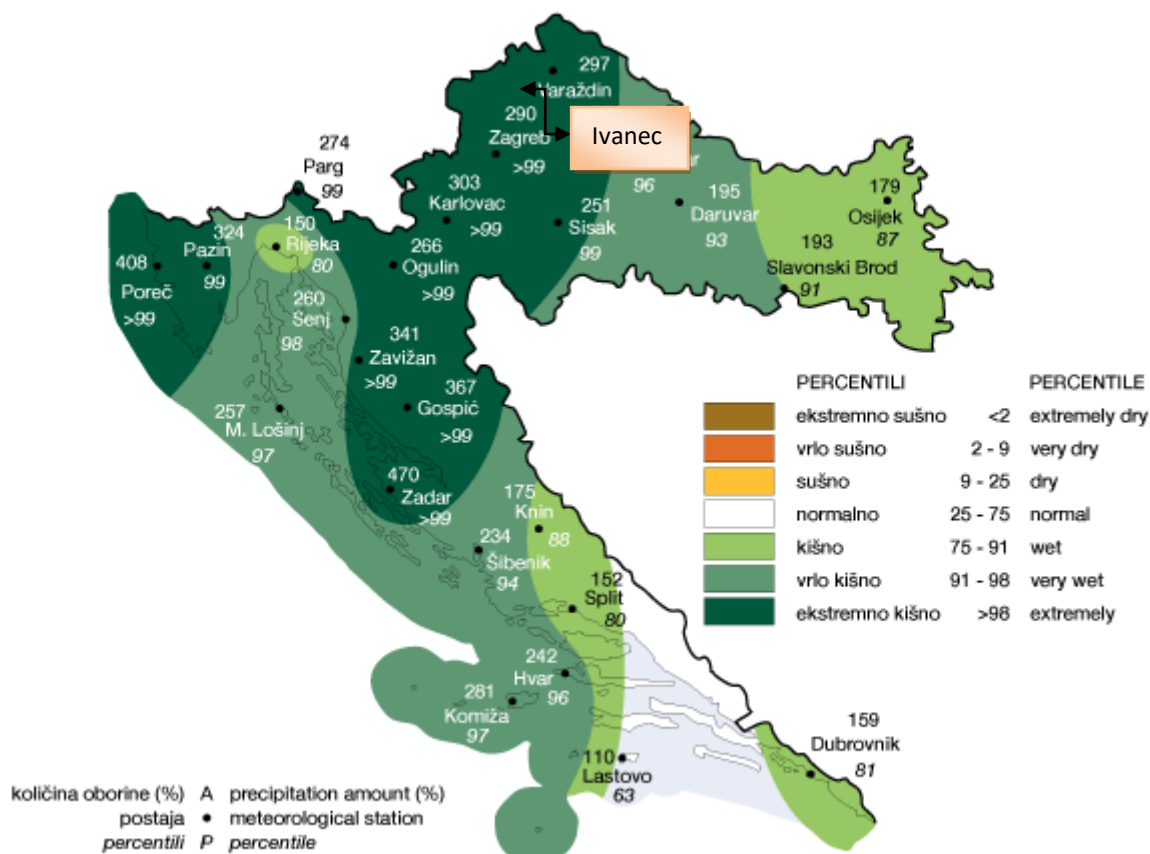 297
Varaždin
290
Zagreb
>99
Ivanec
274
Parg
99
303
Karlovac
>99
96
195
Daruvar
93
179
Osijek
87
251
Sisak
99
193
Slavonski Brod
91
324
Pazin
99
150
Rijeka
80
408
Poreč
>99
266
Ogulin
>99
260
Senj
98
341
Zavižan
>99
367
Gospić
>99
257
M. Lošinj
97
470
Zadar
>99
175
Knin
88
234
Šibenik
94
152
Split
80
242
Hvar
96
281
Komiža
97
110
Lastovo
63
159
Dubrovnik
81
PERCENTILI PERCENTILE
ekstremno sušno <2 extremely dry
vrlo sušno 2 - 9 very dry
sušno 9 - 25 dry
normalno 25 - 75 normal
kišno 75 - 91 wet
vrlo kišno 91 - 98 very wet
ekstremno kišno >98 extremely
količina oborine (%) A precipitation amount (%)
postaja • meteorological station
percentili P percentile